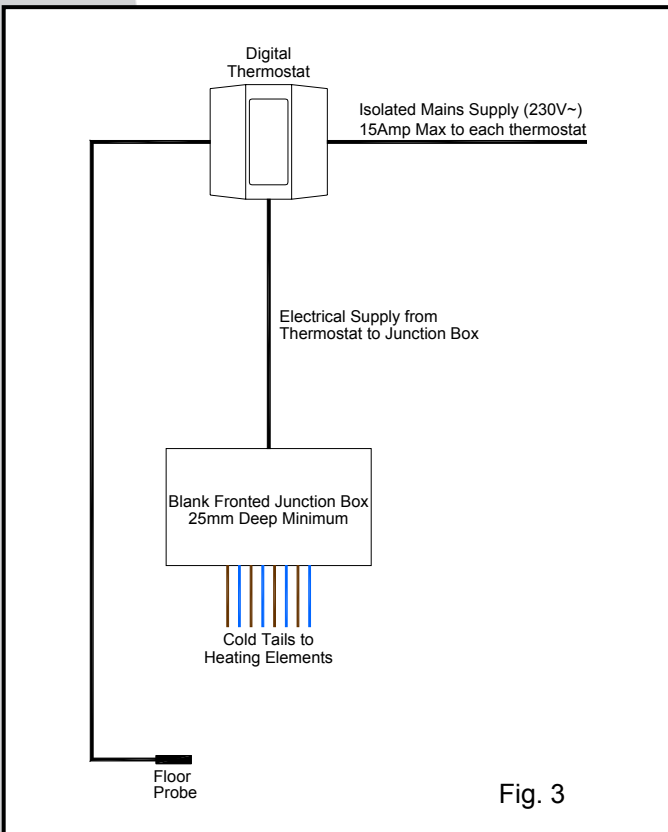 Digital
Thermostat
Isolated Mains Supply (230V~)
15Amp Max to each thermostat
Electrical Supply from
Thermostat to Junction Box
Blank Fronted Junction Box
25mm Deep Minimum
Cold Tails to
Heating Elements
Floor
Probe
Fig. 3